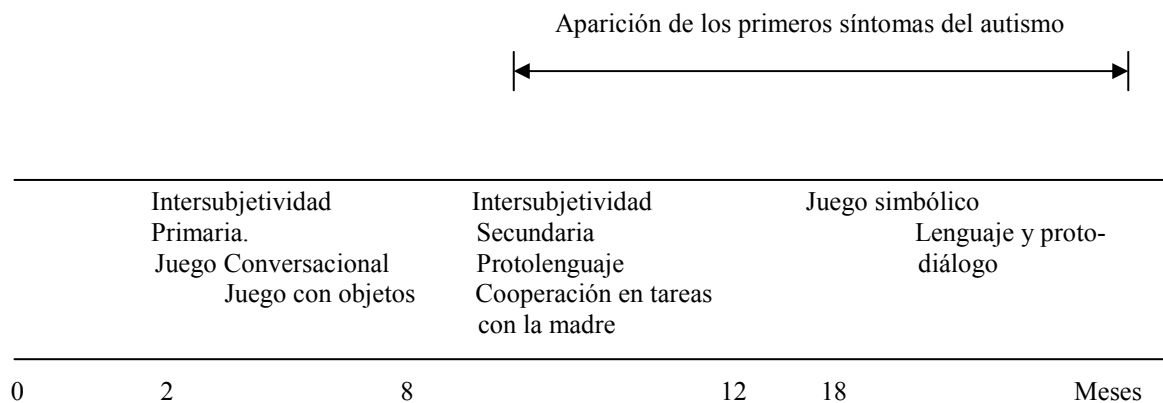 Aparición de los primeros síntomas del autismo
Intersubjetividad Intersubjetividad Juego simbólico
Primaria. Secundaria Lenguaje y proto-
Juego Conversacional Protolenguaje diálogo
Juego con objetos Cooperación en tareas
con la madre
0 2 8 12 18 Meses